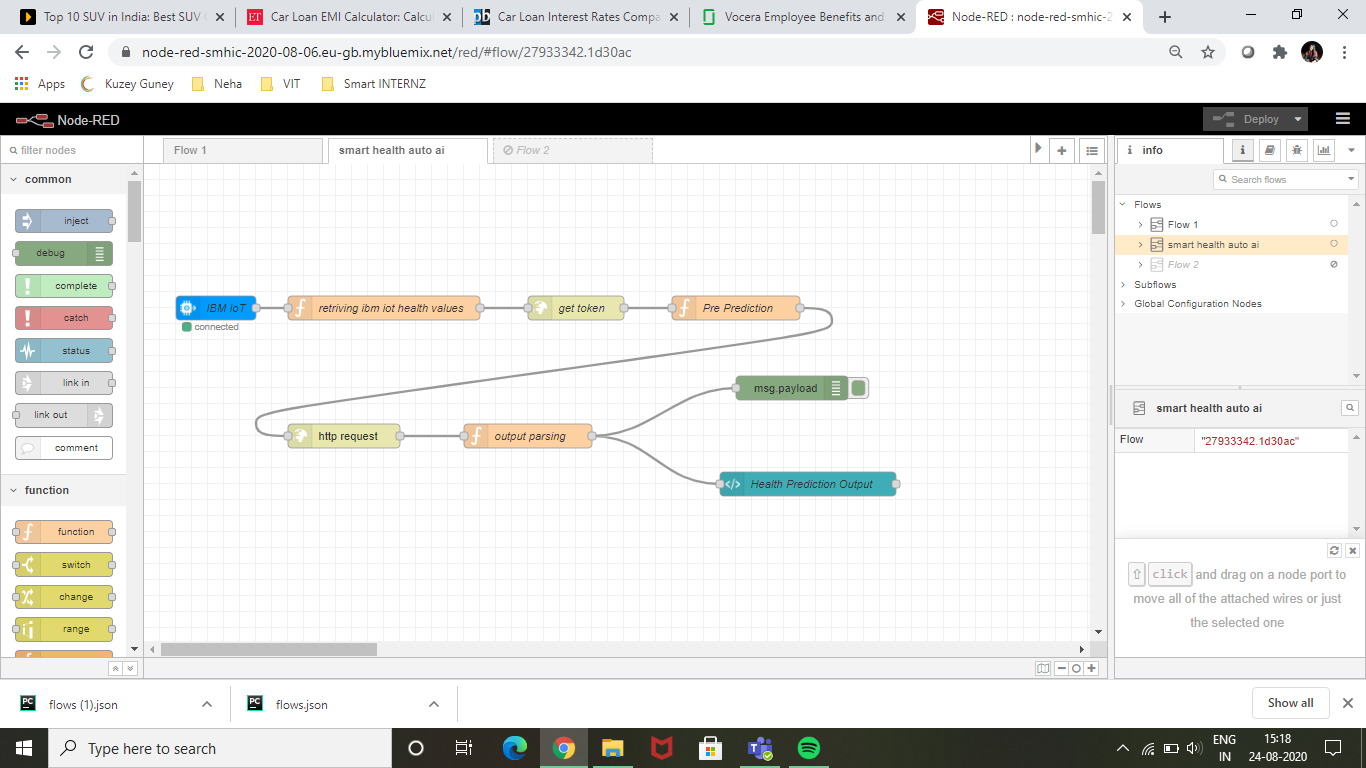 Top 10 SUV in India: Best SUV C
Car Loan EMI Calculator: Calcul
Car Loan Interest Rates Compa
Vocera Employee Benefits and
Node-RED : node-red-smhic-2
node-red-smhic-2020-08-06.eu-gb.mybluemix.net/red/#flow/27933342.1d30ac
Apps
Kuzey Guney
Neha
VIT
Smart INTERNZ
Node-RED
Deploy
filter nodes
Flow 1
smart health auto ai
Flow 2
i
info
i
Search flows
common
inject
debug
complete
catch
status
link in
link out
comment
function
function
switch
change
range
IBM IoT
connected
retriving ibm iot health values
get token
Pre Prediction
msg.payload
http request
output parsing
Health Prediction Output
Flows
Flow 1
smart health auto ai
Flow 2
Subflows
Global Configuration Nodes
smart health auto ai
Flow
"27933342.1d30ac"
⇧ click and drag on a node port to
move all of the attached wires or just
the selected one
PC
flows (1).json
PC
flows.json
Show all
Type here to search
ENG
IN
15:18
24-08-2020